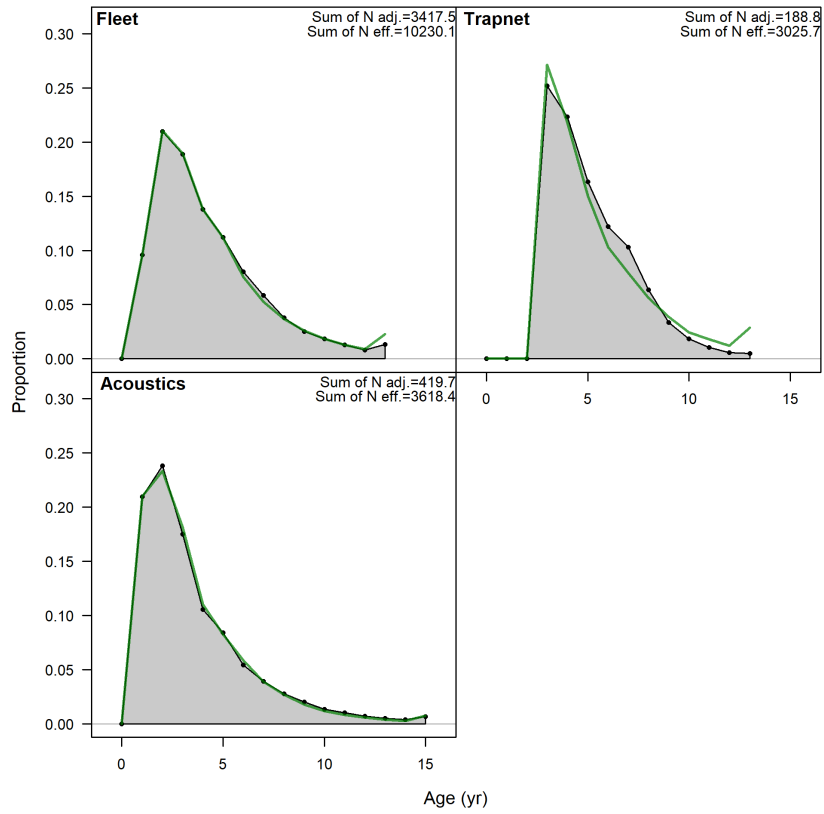 Fleet
Sum of N adj.=3417.5
Sum of N eff.=10230.1
0.30
0.25
0.20
0.15
0.10
0.05
0.00
Trapnet
Sum of N adj.=188.8
Sum of N eff.=3025.7
0
5
10
15
Acoustics
Sum of N adj.=419.7
Sum of N eff.=3618.4
0.30
0.25
0.20
0.15
0.10
0.05
0.00
0
5
10
15
Proportion
Age (yr)